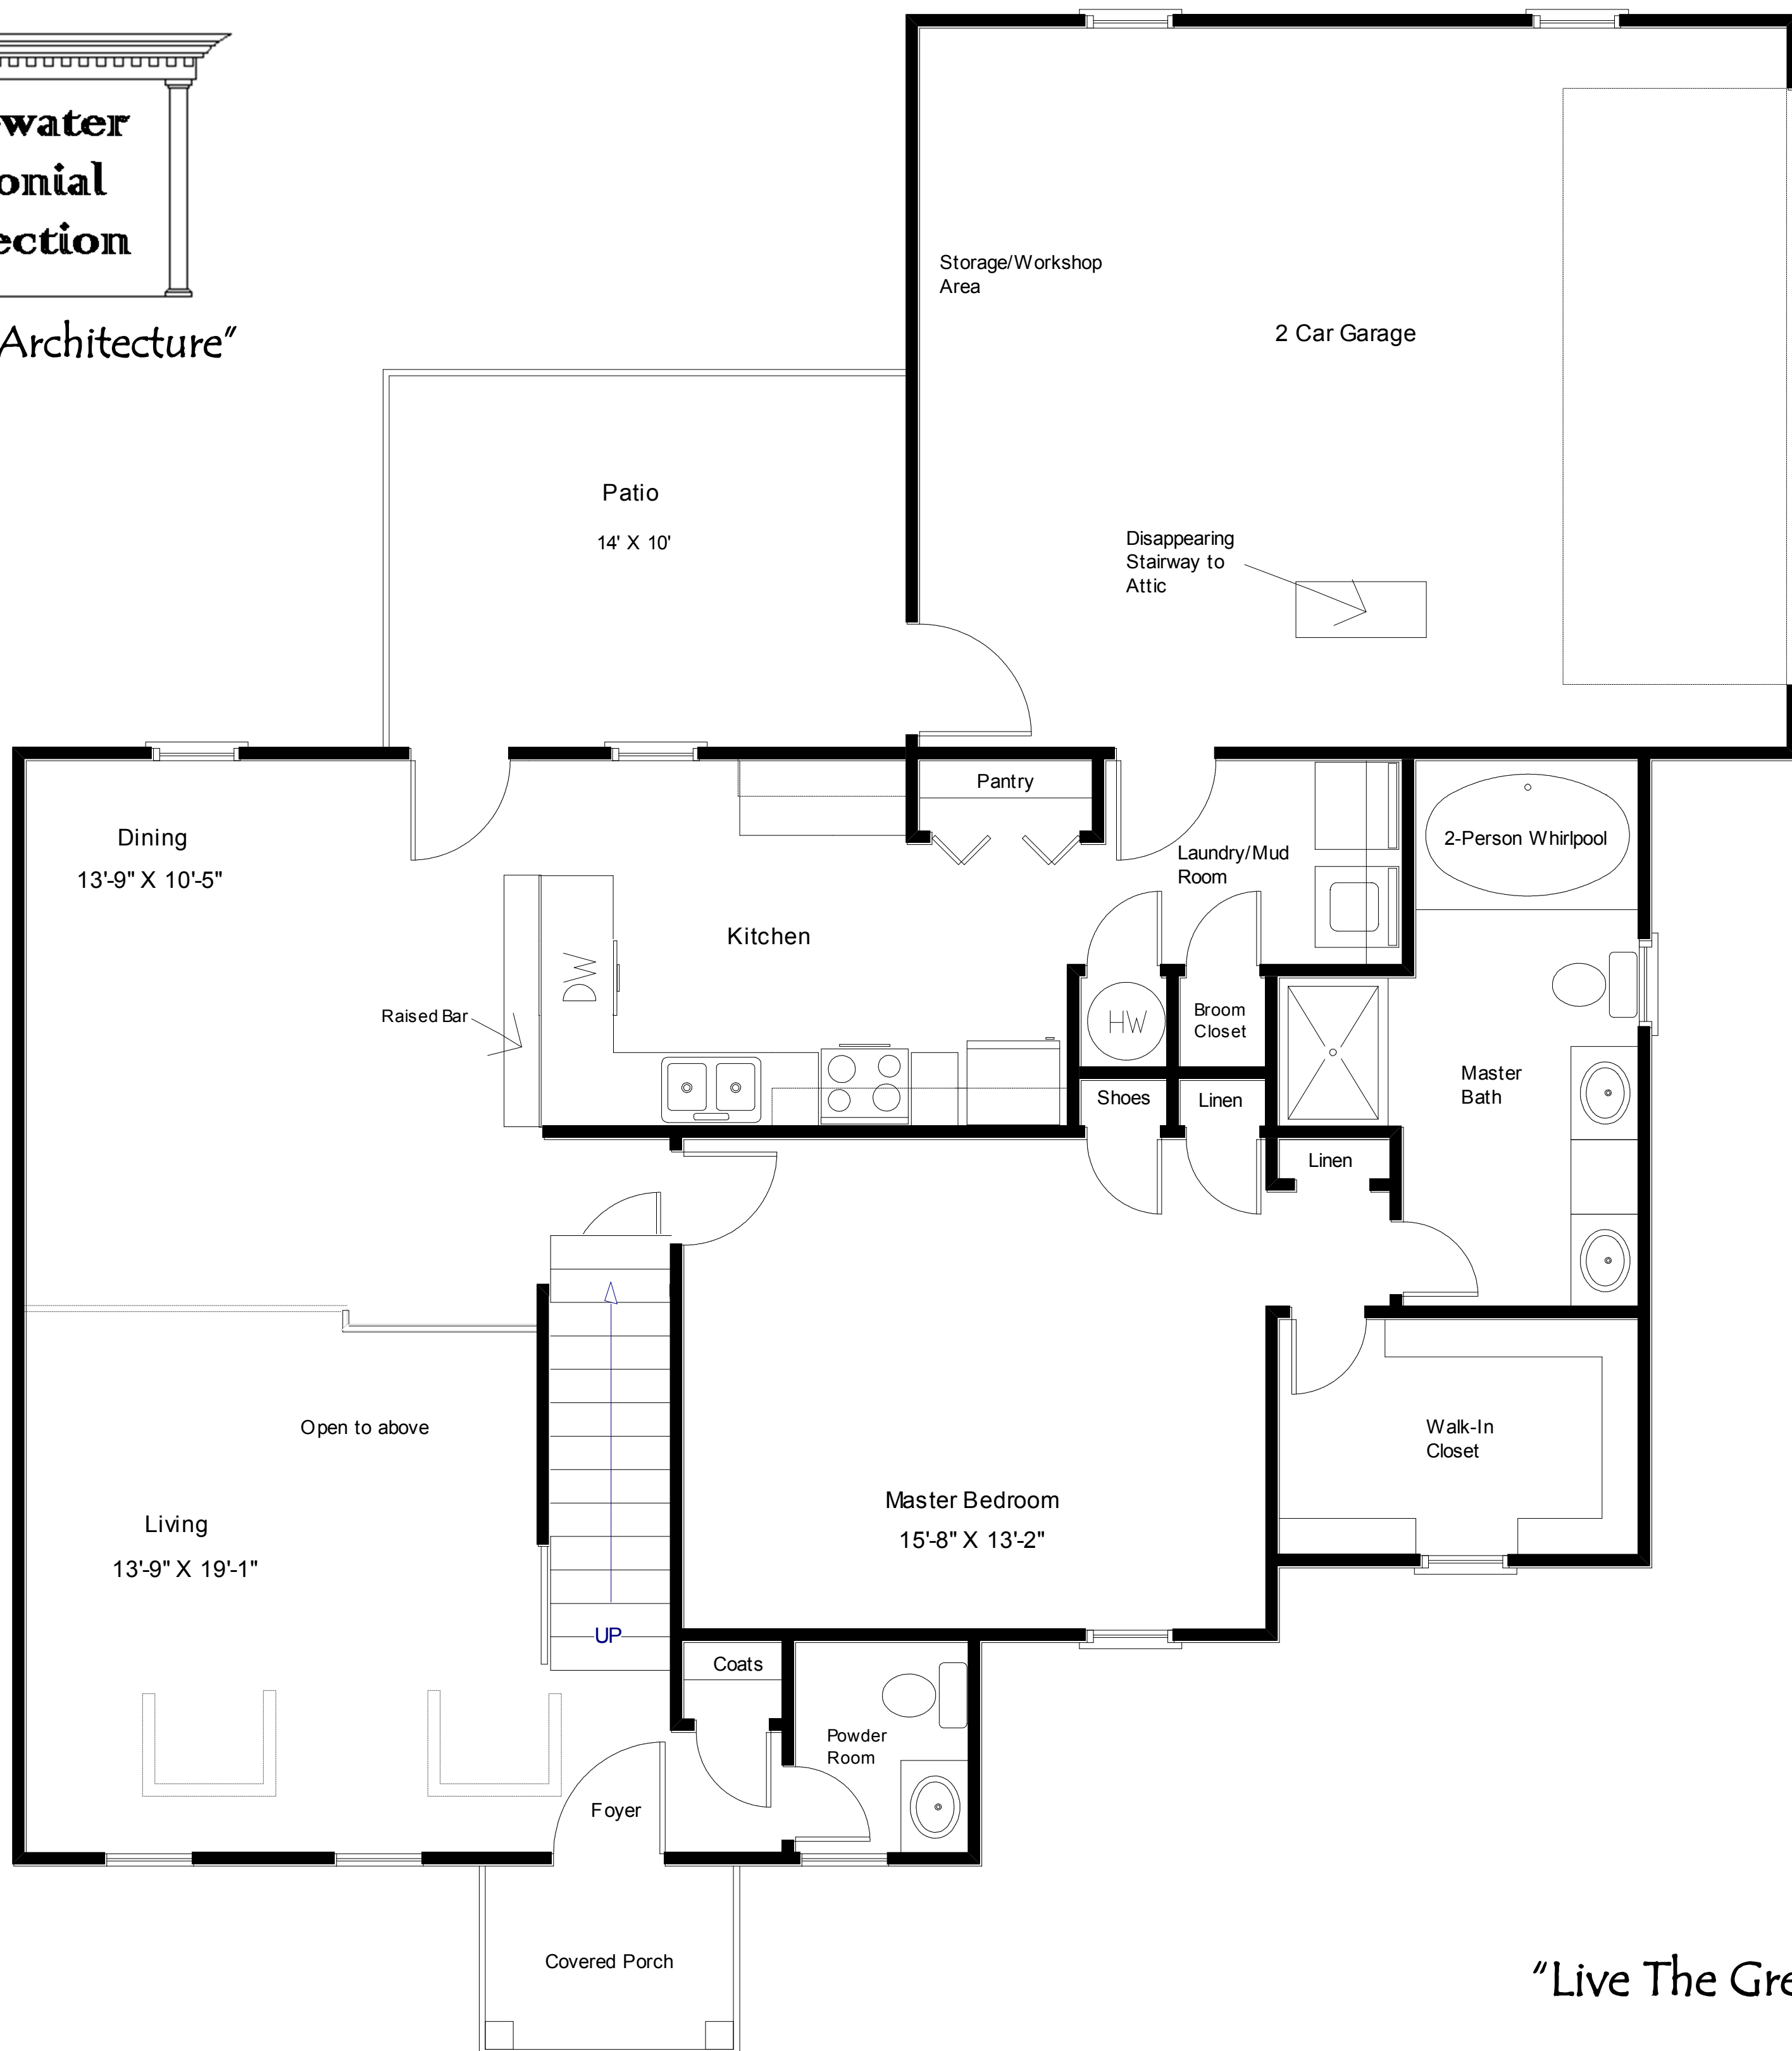 water
onial
ection
Architecture"
Storage/Workshop
Area
2 Car Garage
Patio
14' X 10'
Disappearing
Stairway to
Attic
Pantry
Dining
13'-9" X 10'-5"
Laundry/Mud
Room
2-Person Whirlpool
Kitchen
DW
Raised Bar
HW
Broom
Closet
Master
Bath
Shoes
Linen
Linen
Open to above
Walk-In
Closet
Living
13'-9" X 19'-1"
Master Bedroom
15'-8" X 13'-2"
UP
Coats
Powder
Room
Foyer
Covered Porch
"Live The Gre